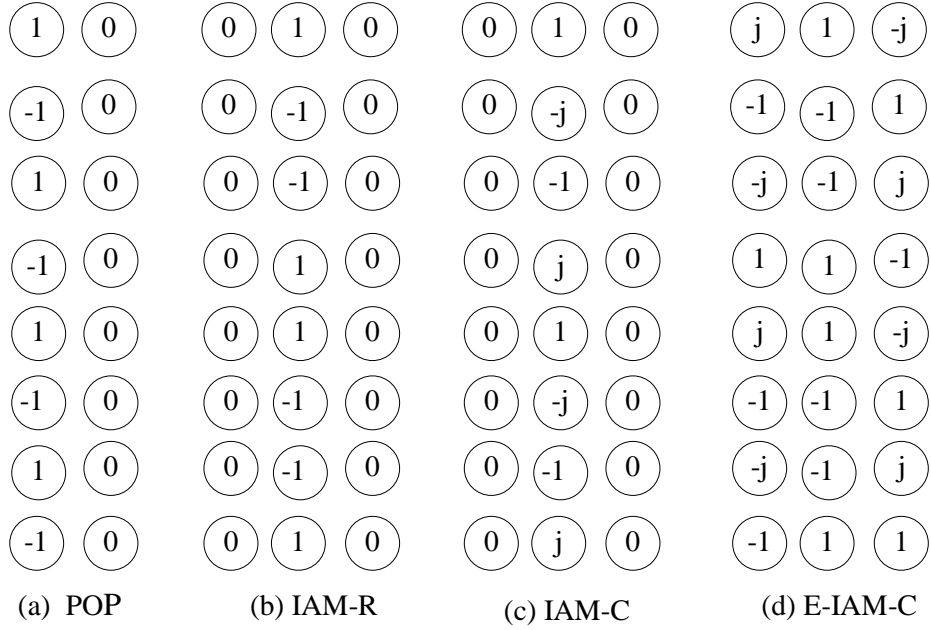 1 0 0 1 0 0 1 0 j 1 -j
-1 0 0 -1 0 0 -j 0 -1 -1 1
1 0 0 -1 0 0 -1 0 -j -1 j
-1 0 0 1 0 0 j 0 1 1 -1
1 0 0 1 0 0 1 0 j 1 -j
-1 0 0 -1 0 0 -j 0 -1 -1 1
1 0 0 -1 0 0 -1 0 -j -1 j
-1 0 0 1 0 0 j 0 -1 1 1
(a) POP (b) IAM-R (c) IAM-C (d) E-IAM-C